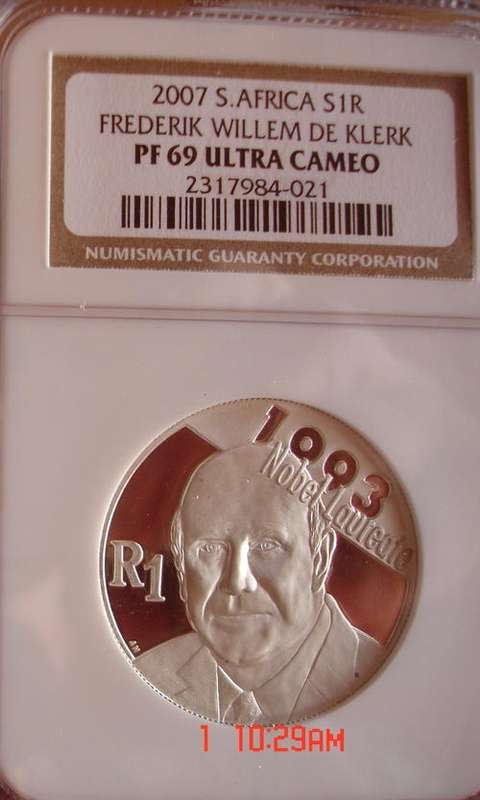 2007 S.AFRICA S1R
FREDERIK WILLEM DE KLERK
PF 69 ULTRA CAMEO
2317984-021
NUMISMATIC GUARANTY CORPORATION
1993
Nobel Laureate
R1
1 10:29AM